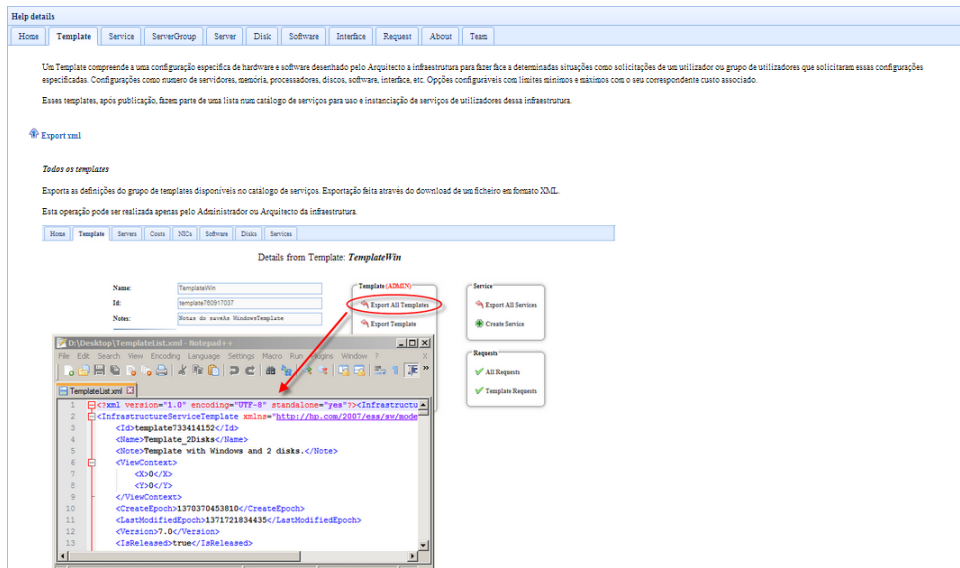 Help details
Home Template Service ServerGroup Server Disk Software Interface Request About Team
Um Template compreende a uma configuração especifica de hardware e software desenhado pelo Arquitecto a infraestrutura para fazer face a determinadas situações como solicitações de um utilizador ou grupo de utilizadores que solicitaram essas configurações
especificadas. Configurações como numero de servidores, memória, processadores, discos, software, interface, etc. Opções configuráveis com limites minimos e máximos com o seu correspondente custo associado.
Esses templates, após publicação, fazem parte de uma lista num catálogo de serviços para uso e instanciação de serviços de utilizadores dessa infraestrutura.
Export xml
Todos os templates
Exporta as definições do grupo de templates disponíveis no catálogo de serviços. Exportação feita através do download de um ficheiro em formato XML.
Esta operação pode ser realizada apenas pelo Administrador ou Arquitecto da infraestrutura.
Home Template Servers Costs NICs Software Disks Services
Details from Template: TemplateWin
Name: TemplateWin
Id: template760917037
Notes: Notas do saveAs WindowsTemplate
Template (ADMIN)
Export All Templates
Export Template
Service
Export All Services
Create Service
Requests
All Requests
Template Requests
D:\Desktop\TemplateList.xml - Notepad++
File Edit Search View Encoding Language Settings Macro Run Plugins Window ? X
TemplateList.xml
1 <?xml version="1.0" encoding="UTF-8" standalone="yes"?><Infrastructu
2 <InfrastructureServiceTemplate xmlns="http://hp.com/2007/ess/sw/mode
3 <Id>template733414152</Id>
4 <Name>Template_2Disks</Name>
5 <Note>Template with Windows and 2 disks.</Note>
6 <ViewContext>
7 <X>0</X>
8 <Y>0</Y>
9 </ViewContext>
10 <CreateEpoch>1370370453810</CreateEpoch>
11 <LastModifiedEpoch>1371721834435</LastModifiedEpoch>
12 <Version>7.0</Version>
13 <IsReleased>true</IsReleased>